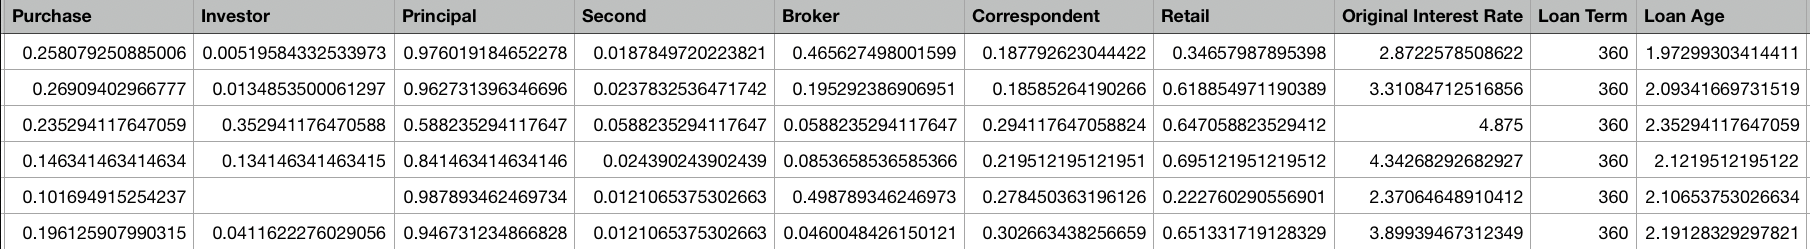 Purchase Investor Principal Second Broker Correspondent Retail Original Interest Rate Loan Term Loan Age
0.258079250885006 0.00519584332533973 0.976019184652278 0.0187849720223821 0.465627498001599 0.187792623044422 0.34657987895398 2.8722578508622 360 1.97299303414411
0.26909402966777 0.0134853500061297 0.962731396346696 0.0237832536471742 0.195292386906951 0.18585264190266 0.618854971190389 3.31084712516856 360 2.09341669731519
0.235294117647059 0.352941176470588 0.588235294117647 0.0588235294117647 0.0588235294117647 0.294117647058824 0.647058823529412 4.875 360 2.35294117647059
0.146341463414634 0.134146341463415 0.841463414634146 0.024390243902439 0.0853658536585366 0.219512195121951 0.695121951219512 4.34268292682927 360 2.1219512195122
0.101694915254237 0.987893462469734 0.0121065375302663 0.498789346246973 0.278450363196126 0.222760290556901 2.37064648910412 360 2.10653753026634
0.196125907990315 0.0411622276029056 0.946731234866828 0.0121065375302663 0.0460048426150121 0.302663438256659 0.651331719128329 3.89939467312349 360 2.19128329297821